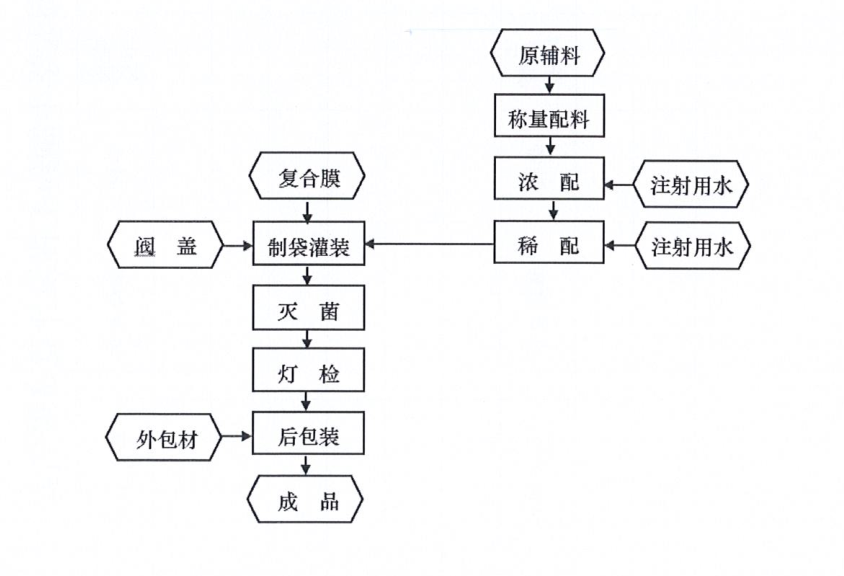 原辅料
称量配料
浓 配
注射用水
稀 配
注射用水
复合膜
阀 盖
制袋灌装
灭 菌
灯 检
外包材
后包装
成 品